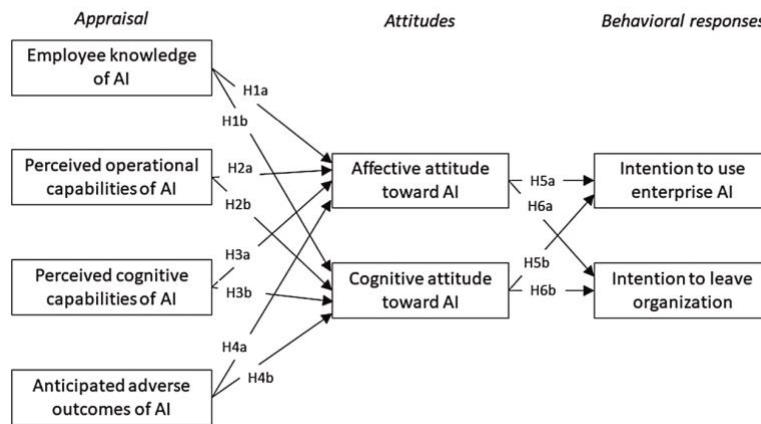 Appraisal
Attitudes
Behavioral responses
Employee knowledge
of AI
H1a
H1b
Perceived operational
capabilities of AI
H2a
H2b
Affective attitude
toward AI
H5a
H6a
Intention to use
enterprise AI
Perceived cognitive
capabilities of AI
H3a
H3b
Cognitive attitude
toward AI
H5b
H6b
Intention to leave
organization
H4a
H4b
Anticipated adverse
outcomes of AI